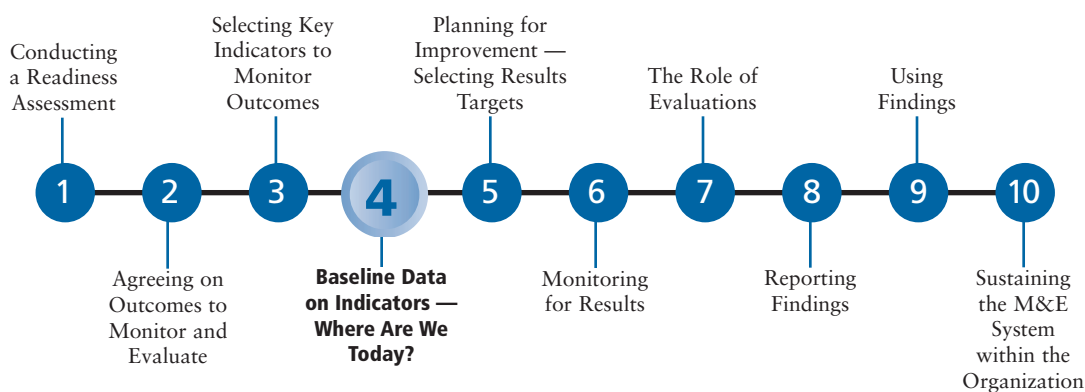 Conducting
a Readiness
Assessment
Selecting Key
Indicators to
Monitor
Outcomes
Planning for
Improvement —
Selecting Results
Targets
The Role of
Evaluations
Using
Findings
1
2
3
4
5
6
7
8
9
10
Agreeing on
Outcomes to
Monitor and
Evaluate
Baseline Data
on Indicators —
Where Are We
Today?
Monitoring
for Results
Reporting
Findings
Sustaining
the M&E
System
within the
Organization